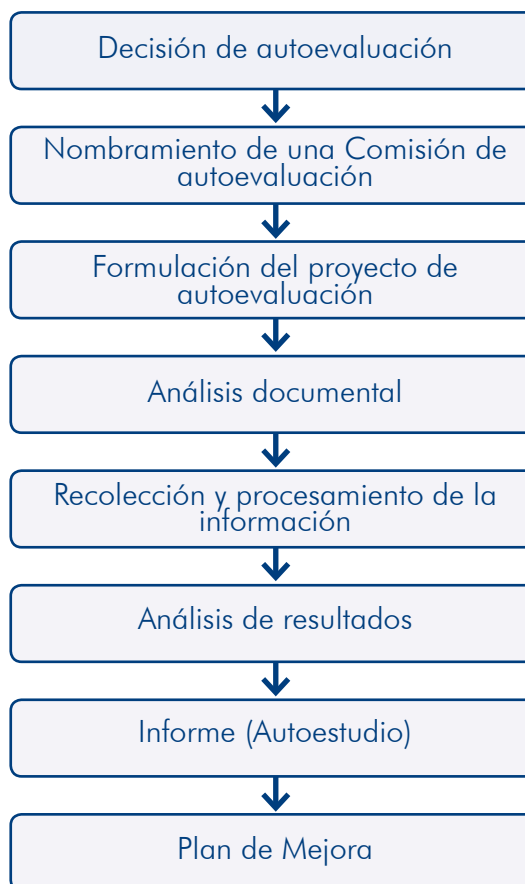 Decisión de autoevaluación
Nombramiento de una Comisión de
autoevaluación
Formulación del proyecto de
autoevaluación
Análisis documental
Recolección y procesamiento de la
información
Análisis de resultados
Informe (Autoestudio)
Plan de Mejora